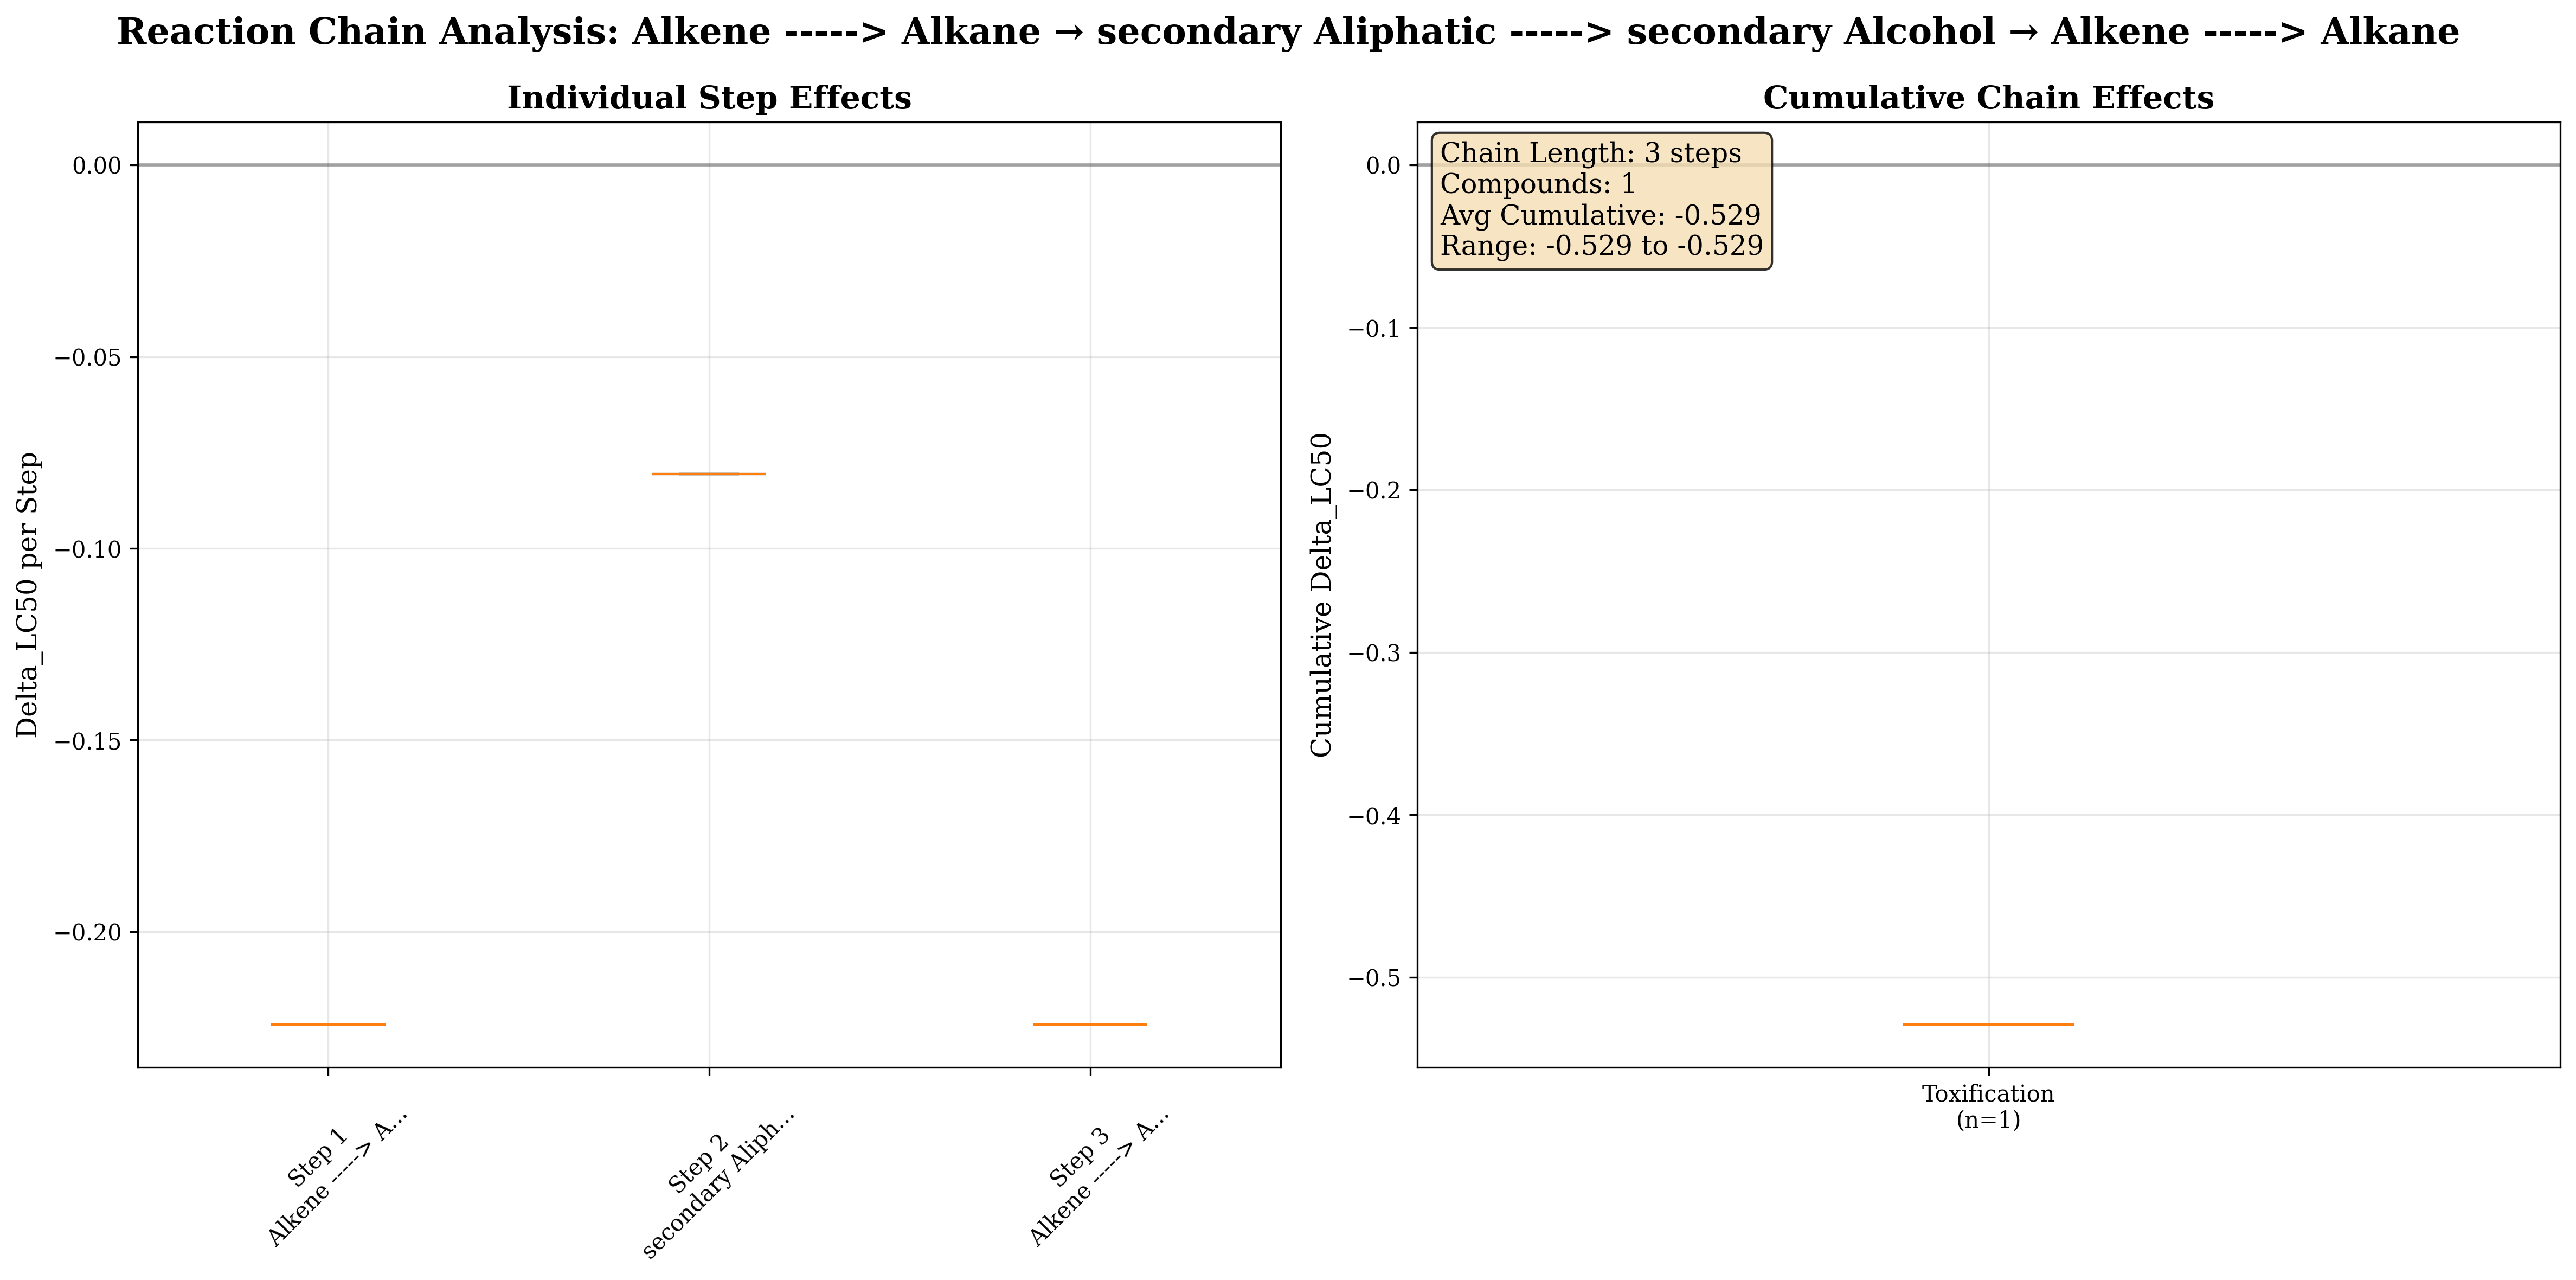 Reaction Chain Analysis: Alkene -----> Alkane → secondary Aliphatic -----> secondary Alcohol → Alkene -----> Alkane
Individual Step Effects
Delta_LC50 per Step
0.00
−0.05
−0.10
−0.15
−0.20
Step 1
Alkene -----> A...
Step 2
secondary Aliph...
Step 3
Alkene -----> A...
Cumulative Chain Effects
Chain Length: 3 steps
Compounds: 1
Avg Cumulative: -0.529
Range: -0.529 to -0.529
Cumulative Delta_LC50
0.0
−0.1
−0.2
−0.3
−0.4
−0.5
Toxification
(n=1)